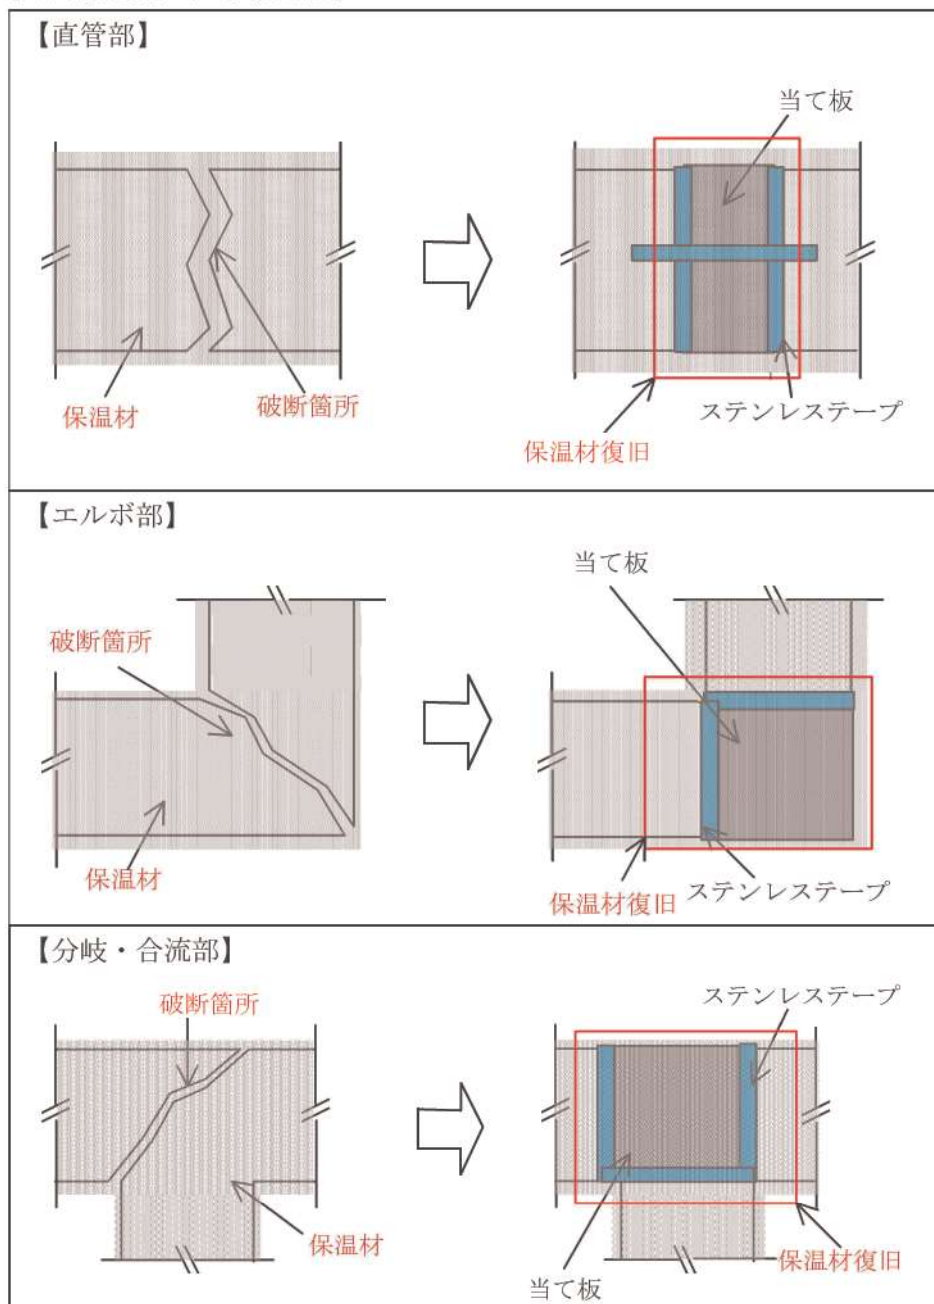 【直管部】
当て板
保温材
破断箇所
ステンレステープ
保温材復旧
【エルボ部】
当て板
破断箇所
保温材
ステンレステープ
保温材復旧
【分岐・合流部】
破断箇所
ステンレステープ
保温材
保温材復旧
当て板